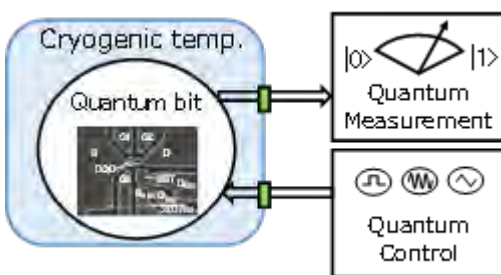 Cryogenic temp.
Quantum bit
|0>
|1>
Quantum
Measurement
Quantum
Control